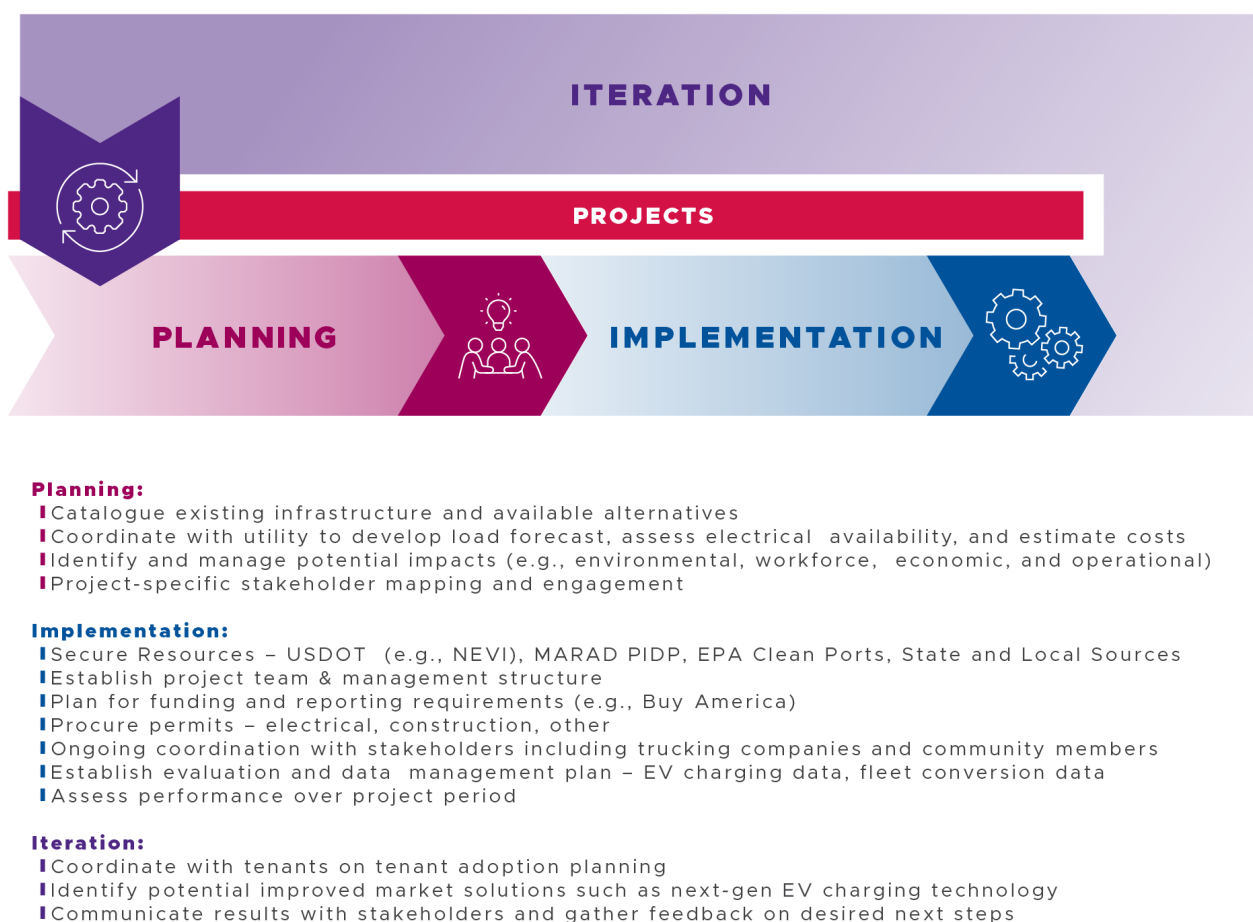 ITERATION
PROJECTS
PLANNING
IMPLEMENTATION
Planning:
Catalogue existing infrastructure and available alternatives
Coordinate with utility to develop load forecast, assess electrical availability, and estimate costs
Identify and manage potential impacts (e.g., environmental, workforce, economic, and operational)
Project-specific stakeholder mapping and engagement
Implementation:
Secure Resources – USDOT (e.g., NEVI), MARAD PIDP, EPA Clean Ports, State and Local Sources
Establish project team & management structure
Plan for funding and reporting requirements (e.g., Buy America)
Procure permits – electrical, construction, other
Ongoing coordination with stakeholders including trucking companies and community members
Establish evaluation and data management plan – EV charging data, fleet conversion data
Assess performance over project period
Iteration:
Coordinate with tenants on tenant adoption planning
Identify potential improved market solutions such as next-gen EV charging technology
Communicate results with stakeholders and gather feedback on desired next steps